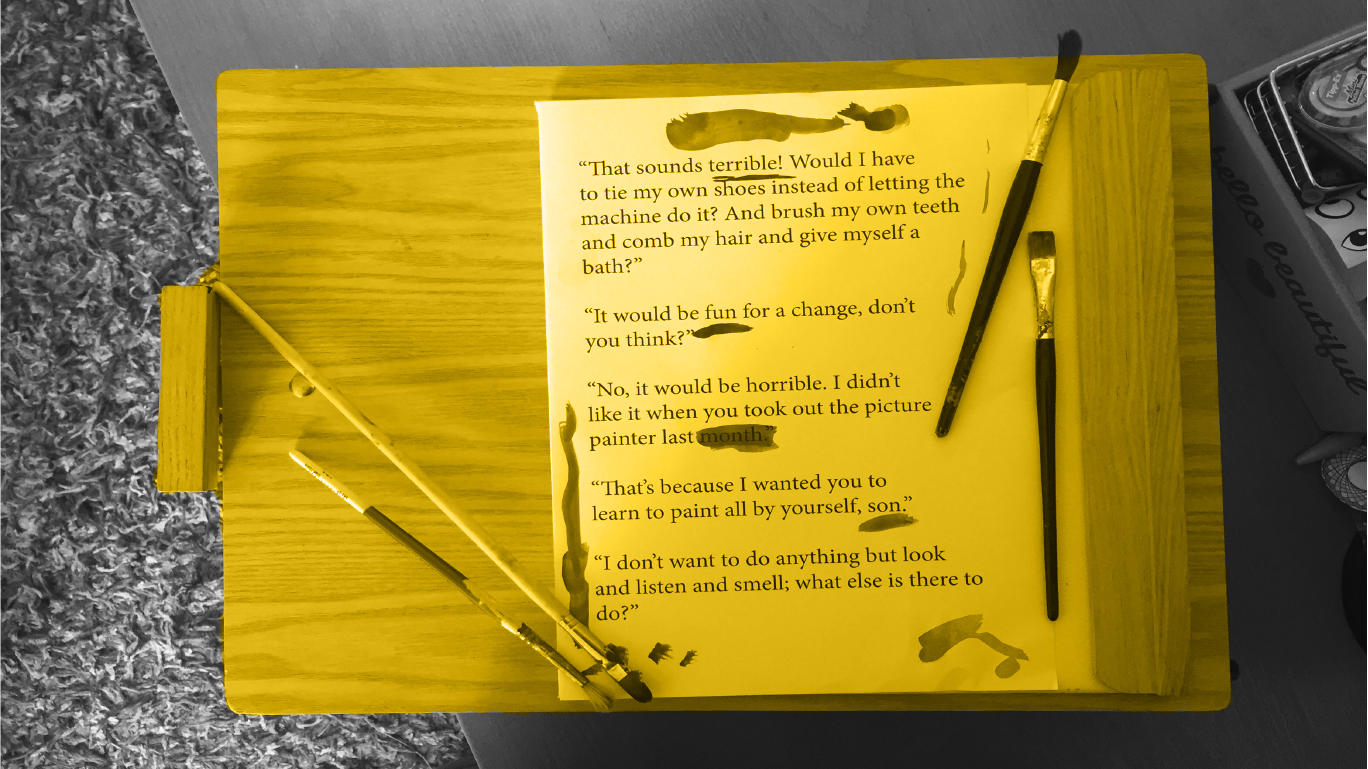 “That sounds terrible! Would I have
to tie my own shoes instead of letting the
machine do it? And brush my own teeth
and comb my hair and give myself a
bath?”
“It would be fun for a change, don’t
you think?”
“No, it would be horrible. I didn’t
like it when you took out the picture
painter last month.”
“That’s because I wanted you to
learn to paint all by yourself, son.”
“I don’t want to do anything but look
and listen and smell; what else is there to
do?”
hello beautiful
Tipp-Ex